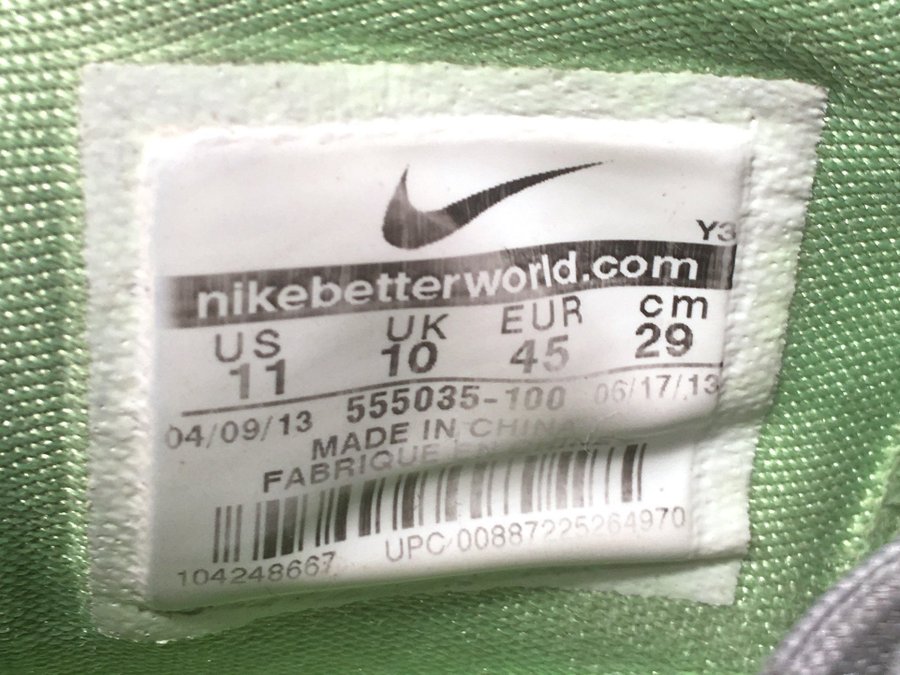 Y3
nikebetterworld.com
US UK EUR cm
11 10 45 29
04/09/13 555035-100 06/17/13
MADE IN CHINA
FABRIQUE EN
UPC 00887225264970
104248667